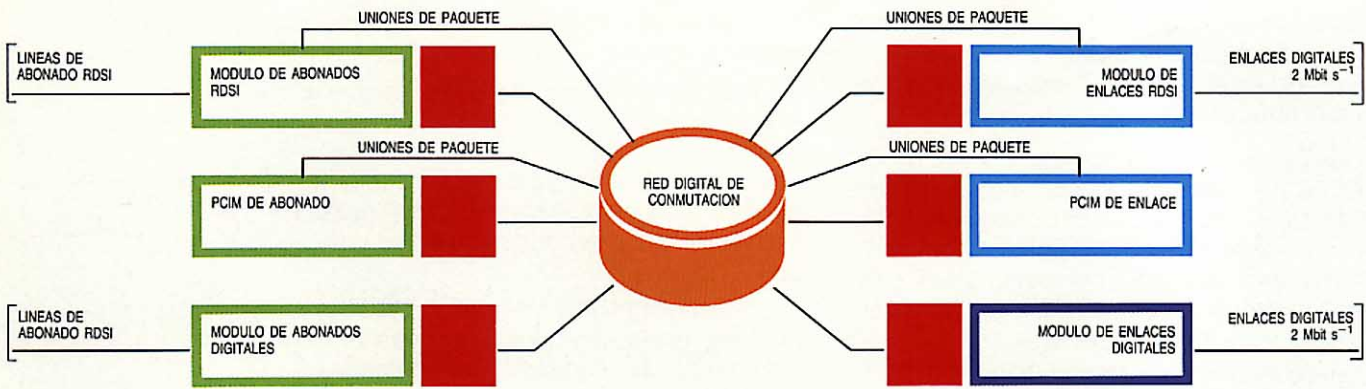 UNIONES DE PAQUETE
UNIONES DE PAQUETE
LINEAS DE
ABONADO RDSI
MODULO DE ABONADOS
RDSI
MODULO DE
ENLACES RDSI
ENLACES DIGITALES
2 Mbit s⁻¹
UNIONES DE PAQUETE
UNIONES DE PAQUETE
PCIM DE ABONADO
RED DIGITAL DE
CONMUTACION
PCIM DE ENLACE
LINEAS DE
ABONADO RDSI
MODULO DE ABONADOS
DIGITALES
MODULO DE ENLACES
DIGITALES
ENLACES DIGITALES
2 Mbit s⁻¹